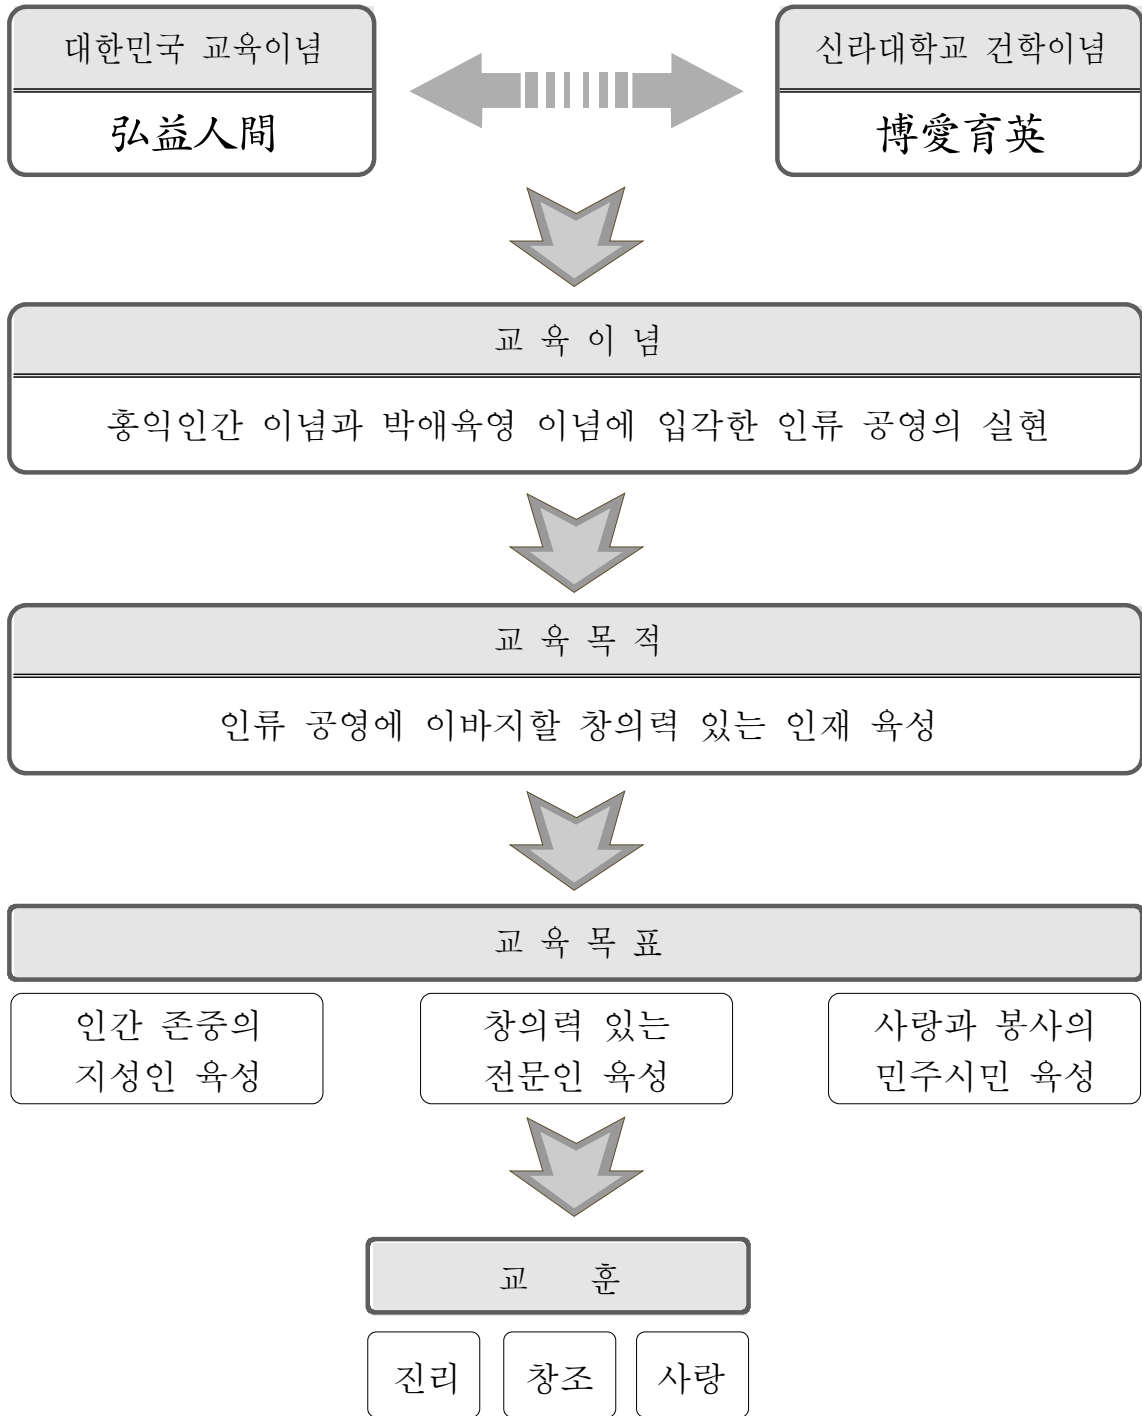 대한민국 교육이념
신라대학교 건학이념
弘益人間
博愛育英
교 육 이 념
홍익인간 이념과 박애육영 이념에 입각한 인류 공영의 실현
교 육 목 적
인류 공영에 이바지할 창의력 있는 인재 육성
교 육 목 표
인간 존중의
지성인 육성
창의력 있는
전문인 육성
사랑과 봉사의
민주시민 육성
교 훈
진리
창조
사랑